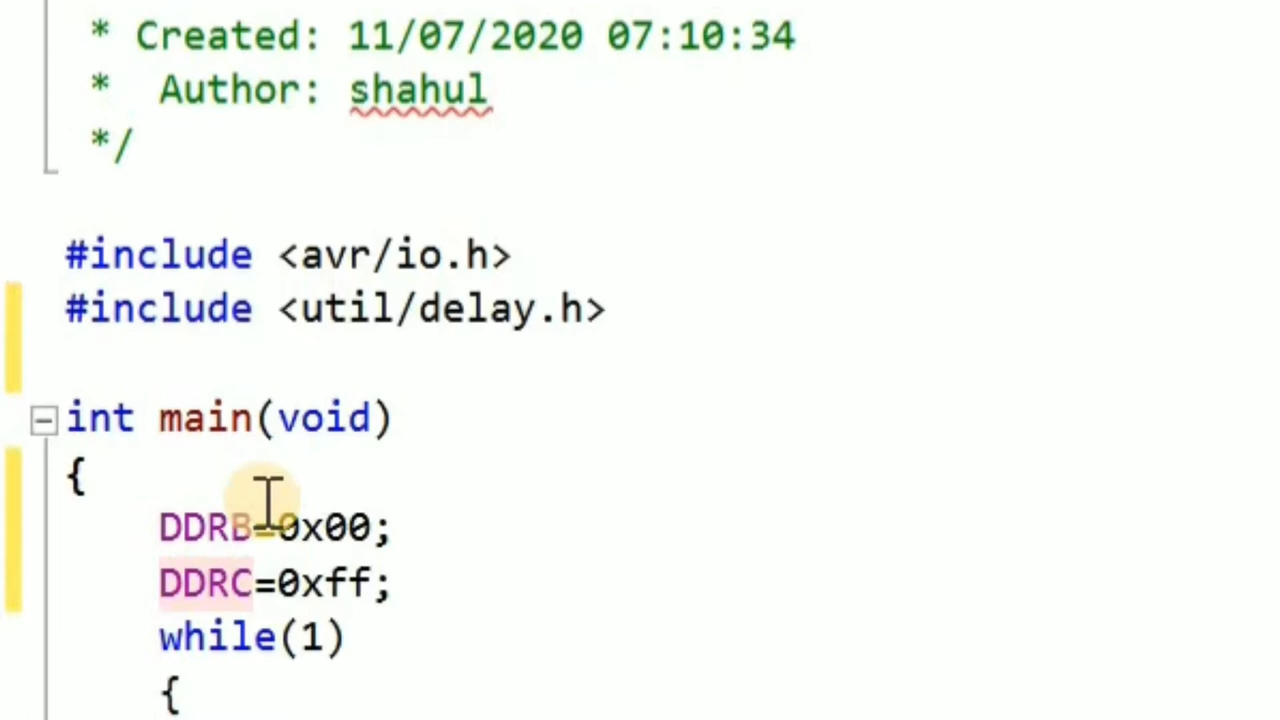 * Created: 11/07/2020 07:10:34
* Author: shahul
*/
#include <avr/io.h>
#include <util/delay.h>
int main(void)
{
DDRB=0x00;
DDRC=0xff;
while(1)
{